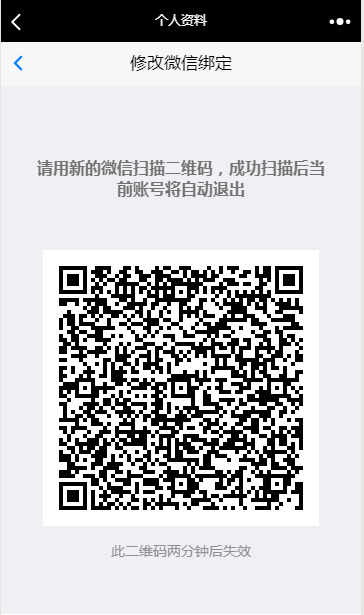 个人资料
修改微信绑定
请用新的微信扫描二维码，成功扫描后当
前账号将自动退出
此二维码两分钟后失效